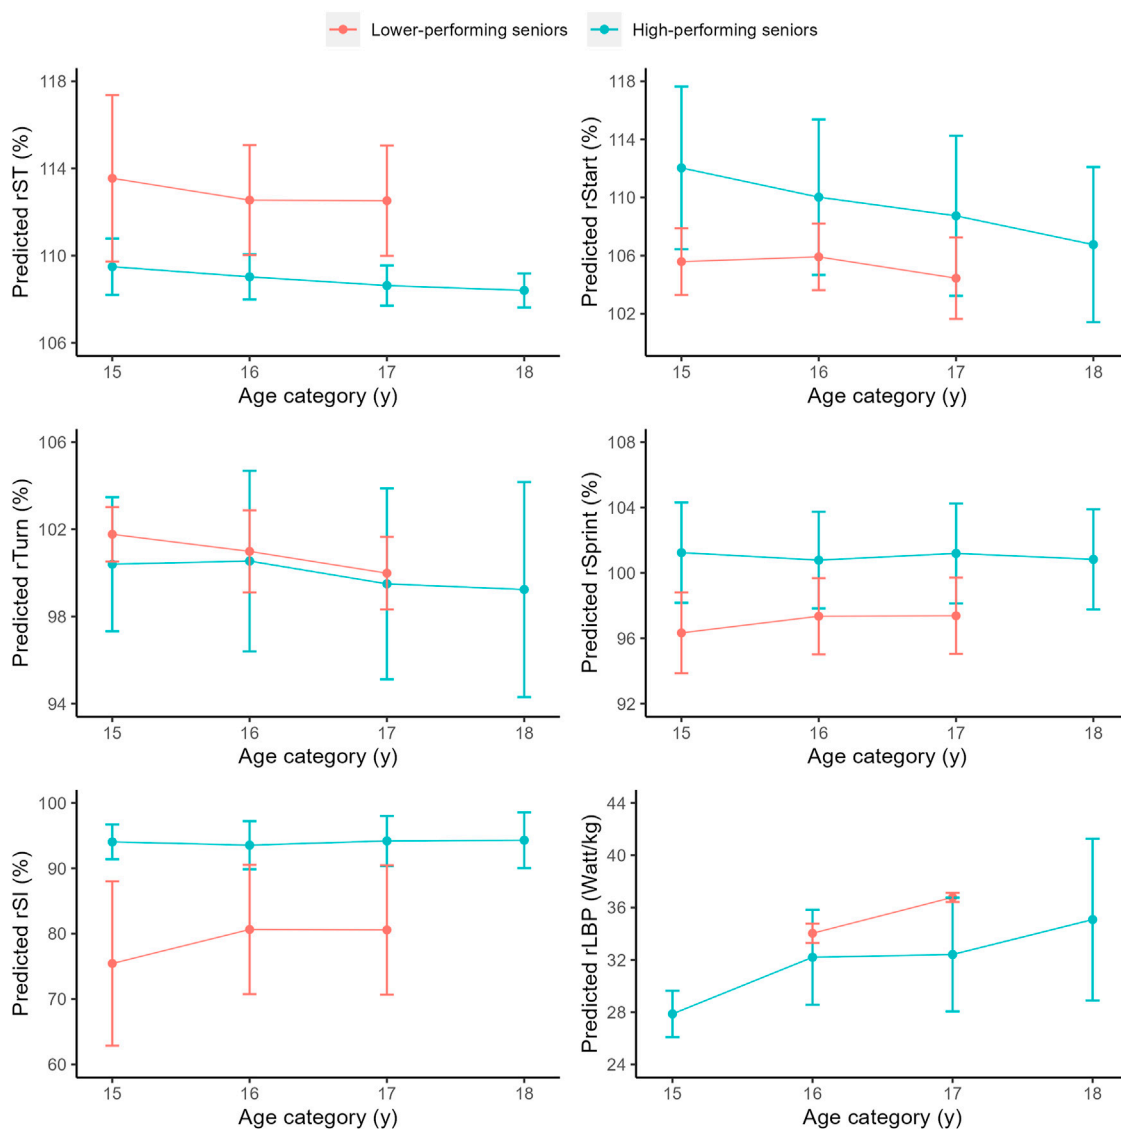 Lower-performing seniors High-performing seniors
Predicted rST (%)
118
114
110
106
15 16 17 18
Age category (y)
Predicted rStart (%)
118
114
110
106
102
15 16 17 18
Age category (y)
Predicted rTurn (%)
106
102
98
94
15 16 17 18
Age category (y)
Predicted rSprint (%)
108
104
100
96
92
15 16 17 18
Age category (y)
Predicted rSI (%)
100
90
80
70
60
15 16 17 18
Age category (y)
Predicted rLBP (Watt/kg)
44
40
36
32
28
24
15 16 17 18
Age category (y)